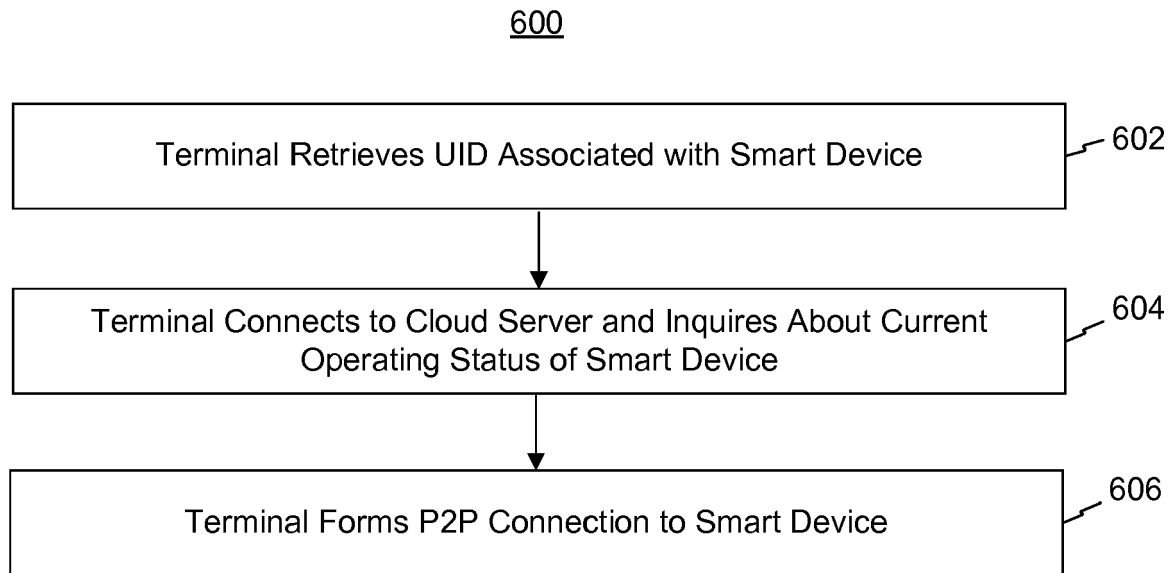 600
Terminal Retrieves UID Associated with Smart Device
602
Terminal Connects to Cloud Server and Inquires About Current
Operating Status of Smart Device
604
Terminal Forms P2P Connection to Smart Device
606